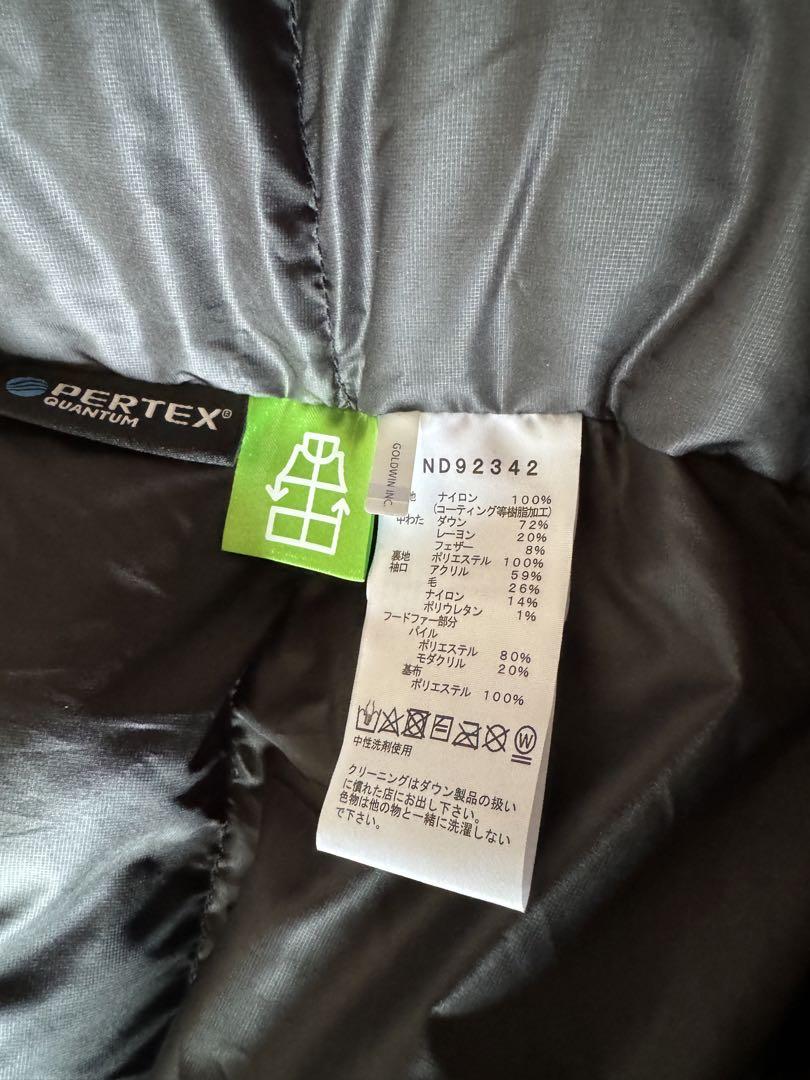 PERTEX®
QUANTUM
GOLDWIN INC.
ND92342
地 ナイロン 100%
(コーティング等樹脂加工)
中わた ダウン 72%
レーヨン 20%
フェザー 8%
裏地 ポリエステル 100%
袖口 アクリル 59%
毛 26%
ナイロン 14%
ポリウレタン 1%
フードファー部分
パイル
ポリエステル 80%
モダクリル 20%
基布
ポリエステル 100%
W
中性洗剤使用
クリーニングはダウン製品の扱い
に慣れた店にお出し下さい。
色物は他の物と一緒に洗濯しない
で下さい。